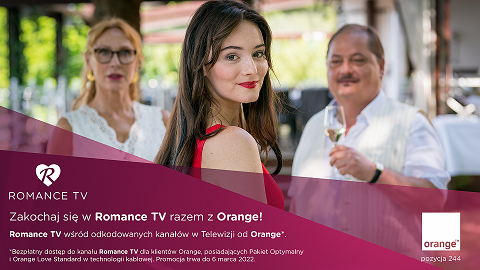 R
ROMANCE TV
Zakochaj się w Romance TV razem z Orange!
Romance TV wśród odkodowanych kanałów w Telewizji od Orange*.
*Bezpłatny dostęp do kanału Romance TV dla klientów Orange, posiadających Pakiet Optymalny
i Orange Love Standard w technologii kablowej. Promocja trwa do 6 marca 2022.
orange™
pozycja 244